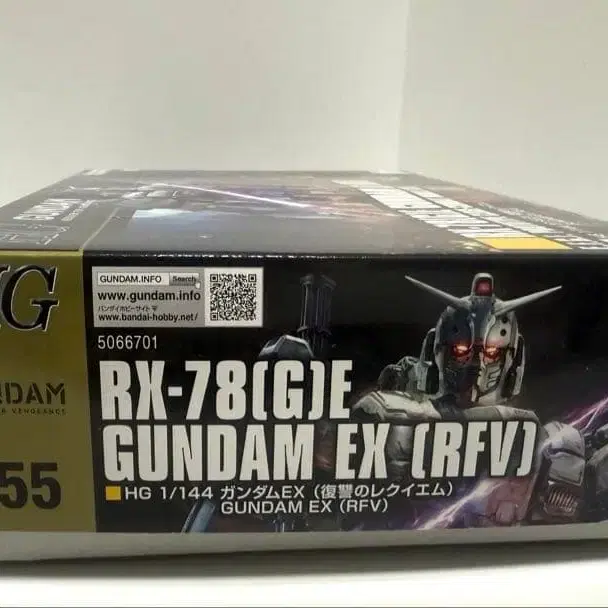 GUNDAM
HG
GUNDAM.INFO Search
www.gundam.info
バンダイホビーサイト
www.bandai-hobby.net/
5066701
RX-78(G)E
GUNDAM EX (RFV)
HG 1/144 ガンダムEX（復讐のレクイエム）
GUNDAM EX (RFV)
NDAM
VENGEANCE
55